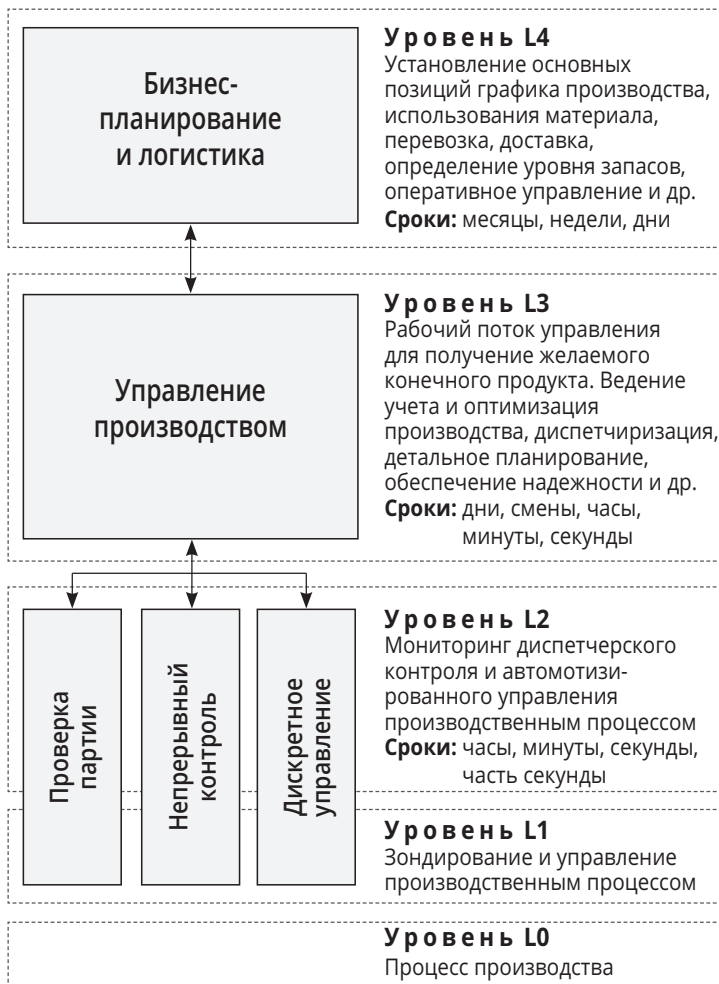 Бизнес-
планирование
и логистика
Уровень L4
Установление основных
позиций графика производства,
использования материала,
перевозка, доставка,
определение уровня запасов,
оперативное управление и др.
Сроки: месяцы, недели, дни
Управление
производством
Уровень L3
Рабочий поток управления
для получение желаемого
конечного продукта. Ведение
учета и оптимизация
производства, диспетчиризация,
детальное планирование,
обеспечение надежности и др.
Сроки: дни, смены, часы,
минуты, секунды
Проверка
партии
Непрерывный
контроль
Дискретное
управление
Уровень L2
Мониторинг диспетчерского
контроля и автомотизи-
рованного управления
производственным процессом
Сроки: часы, минуты, секунды,
часть секунды
Уровень L1
Зондирование и управление
производственным процессом
Уровень L0
Процесс производства